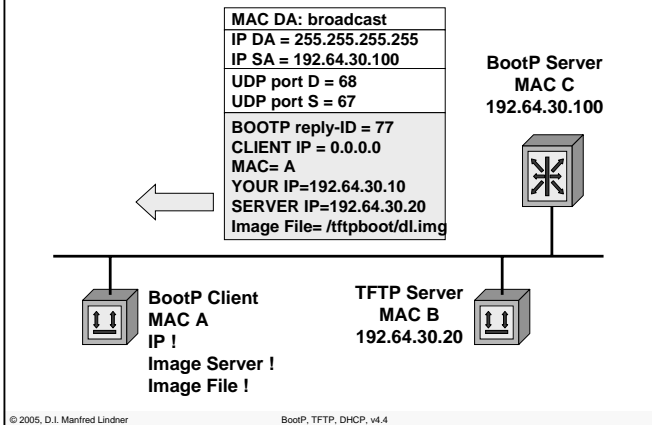 MAC DA: broadcast
IP DA = 255.255.255.255
IP SA = 192.64.30.100
UDP port D = 68
UDP port S = 67
BOOTP reply-ID = 77
CLIENT IP = 0.0.0.0
MAC= A
YOUR IP=192.64.30.10
SERVER IP=192.64.30.20
Image File= /tftpboot/dl.img
BootP Server
MAC C
192.64.30.100
BootP Client
MAC A
IP !
Image Server !
Image File !
TFTP Server
MAC B
192.64.30.20
© 2005, D.I. Manfred Lindner
BootP, TFTP, DHCP, v4.4